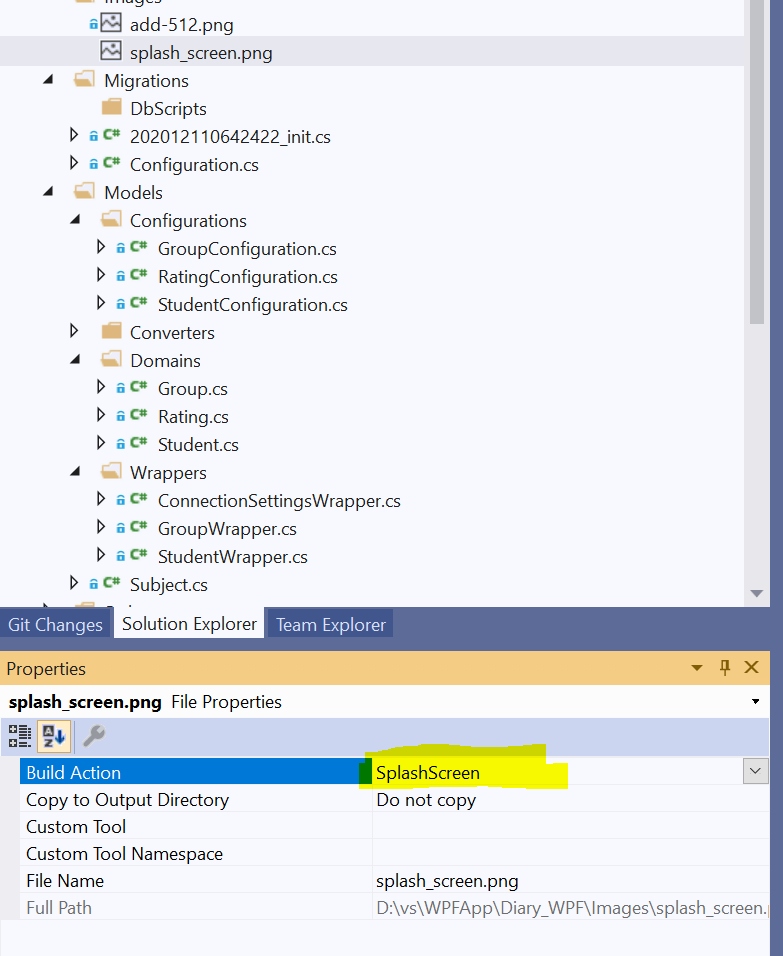 Images
add-512.png
splash_screen.png
Migrations
DbScripts
C# 202012110642422_init.cs
C# Configuration.cs
Models
Configurations
C# GroupConfiguration.cs
C# RatingConfiguration.cs
C# StudentConfiguration.cs
Converters
Domains
C# Group.cs
C# Rating.cs
C# Student.cs
Wrappers
C# ConnectionSettingsWrapper.cs
C# GroupWrapper.cs
C# StudentWrapper.cs
C# Subject.cs
Git Changes Solution Explorer Team Explorer
Properties
splash_screen.png File Properties
A Z
Build Action SplashScreen
Copy to Output Directory Do not copy
Custom Tool
Custom Tool Namespace
File Name splash_screen.png
Full Path D:\vs\WPFApp\Diary_WPF\Images\splash_screen.p